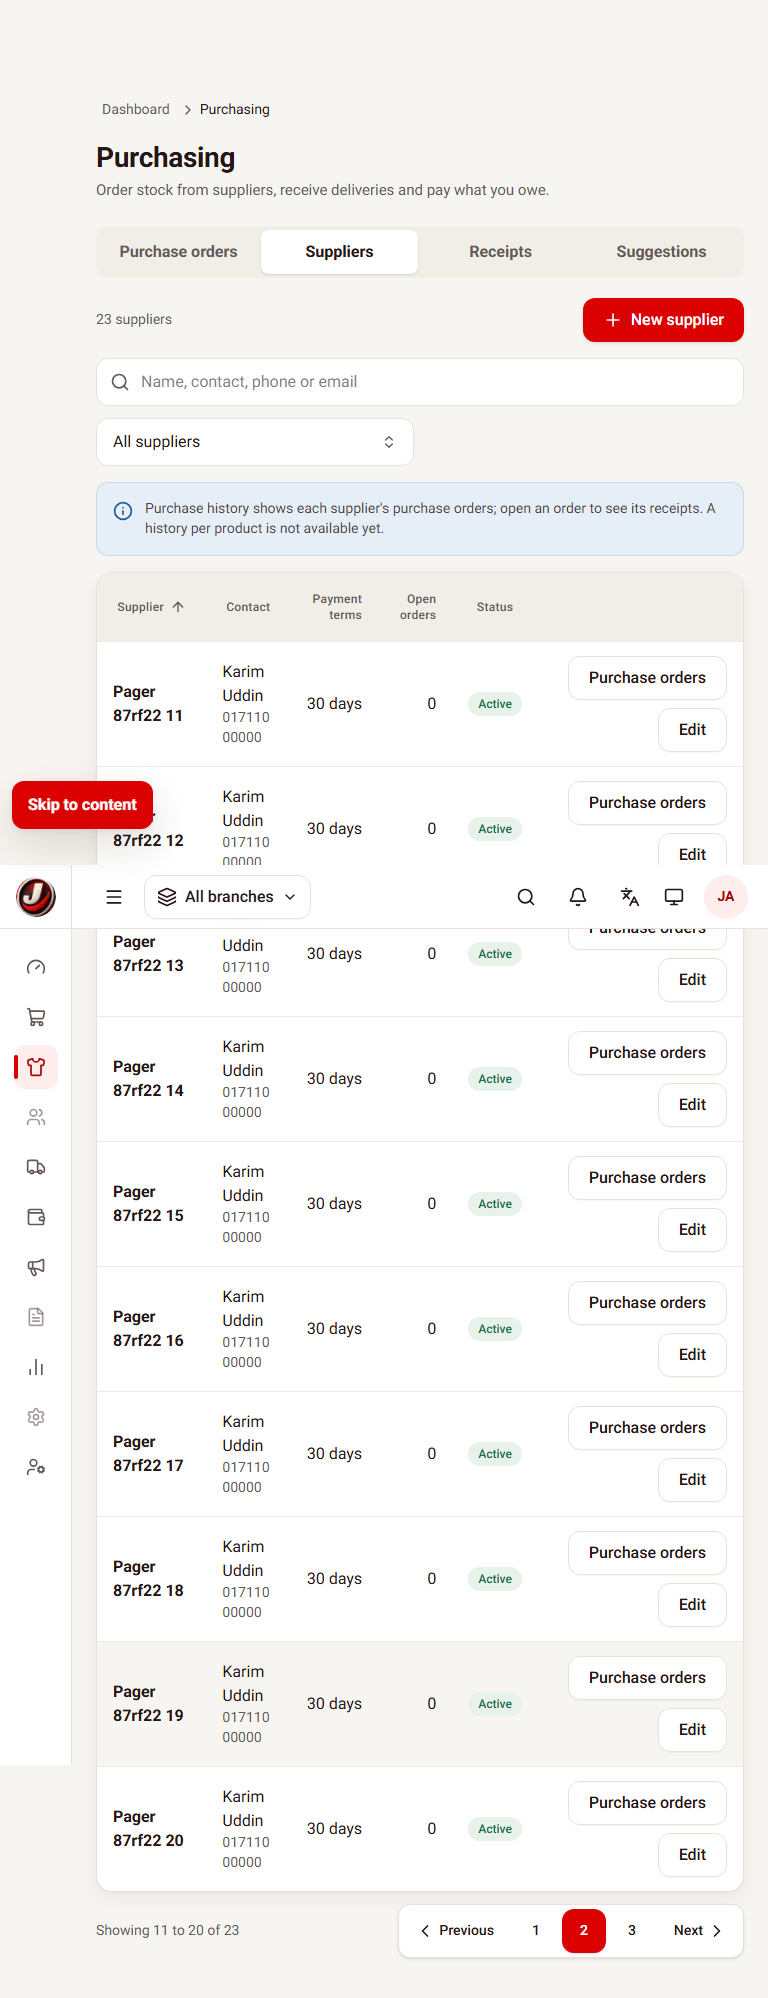 Dashboard > Purchasing
Purchasing
Order stock from suppliers, receive deliveries and pay what you owe.
Purchase orders Suppliers Receipts Suggestions
23 suppliers
New supplier
Name, contact, phone or email
All suppliers
Purchase history shows each supplier's purchase orders; open an order to see its receipts. A
history per product is not available yet.
Supplier Contact Payment terms Open orders Status
Pager
87rf22 11
Karim
Uddin
017110
00000
30 days
0
Active
Purchase orders
Edit
87rf22 12
Karim
Uddin
017110
00000
30 days
0
Active
Purchase orders
Edit
Skip to content
J
All branches
JA
Pager
87rf22 13
Uddin
017110
00000
30 days
0
Active
Purchase orders
Edit
Pager
87rf22 14
Karim
Uddin
017110
00000
30 days
0
Active
Purchase orders
Edit
Pager
87rf22 15
Karim
Uddin
017110
00000
30 days
0
Active
Purchase orders
Edit
Pager
87rf22 16
Karim
Uddin
017110
00000
30 days
0
Active
Purchase orders
Edit
Pager
87rf22 17
Karim
Uddin
017110
00000
30 days
0
Active
Purchase orders
Edit
Pager
87rf22 18
Karim
Uddin
017110
00000
30 days
0
Active
Purchase orders
Edit
Pager
87rf22 19
Karim
Uddin
017110
00000
30 days
0
Active
Purchase orders
Edit
Pager
87rf22 20
Karim
Uddin
017110
00000
30 days
0
Active
Purchase orders
Edit
Showing 11 to 20 of 23
Previous 1 2 3 Next